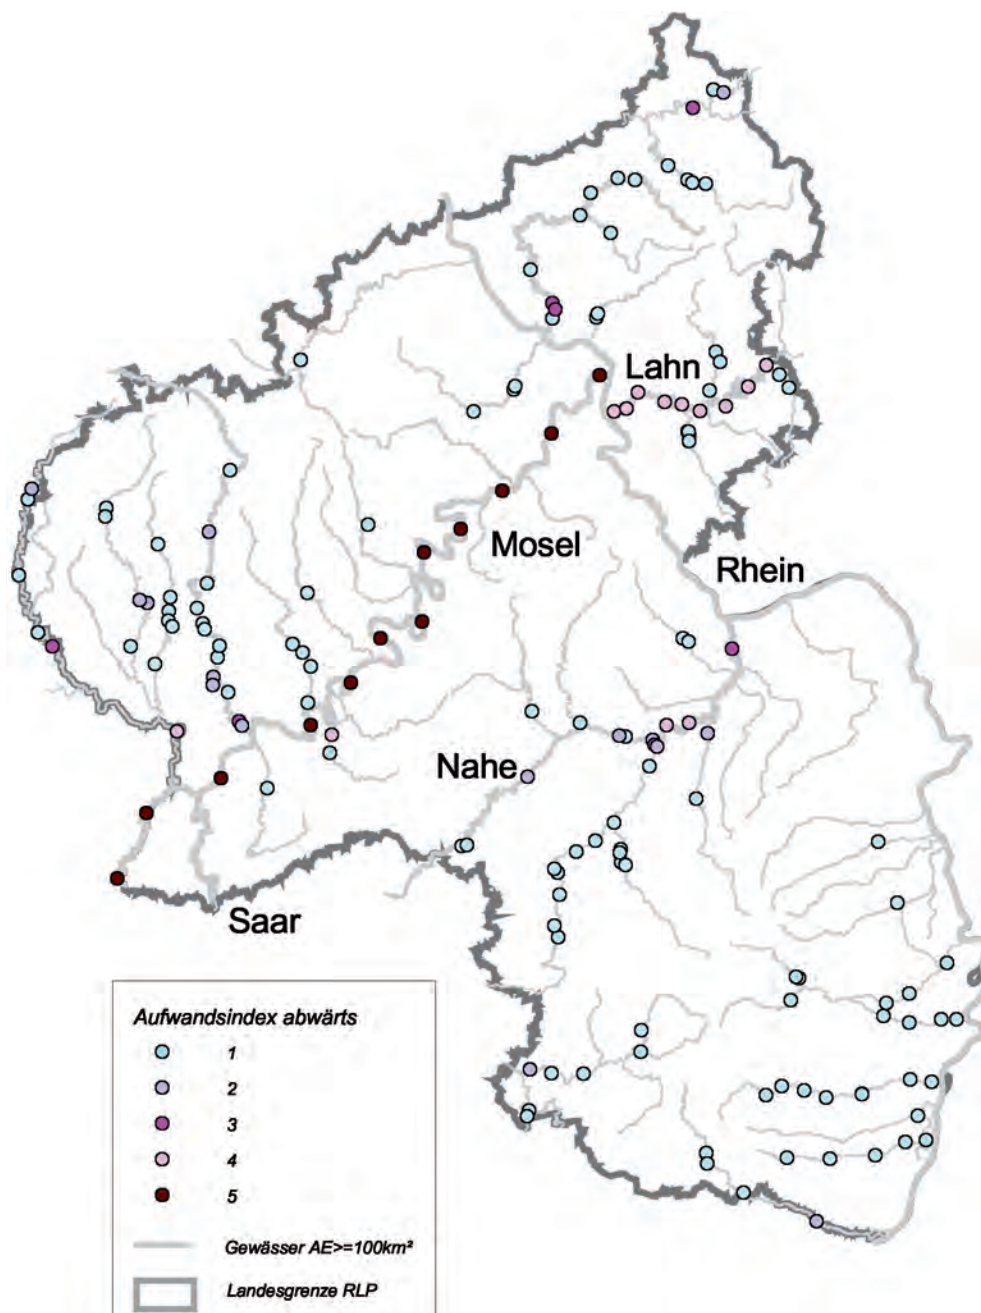 Lahn
Mosel
Rhein
Nahe
Saar
Aufwandsindex abwärts
1
2
3
4
5
Gewässer AE>=100km²
Landesgrenze RLP